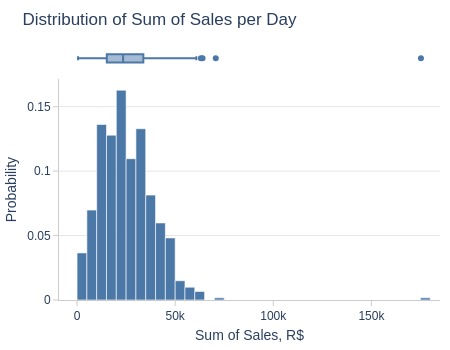 Distribution of Sum of Sales per Day
0.15
0.1
0.05
0
Probability
0
50k
100k
150k
Sum of Sales, R$